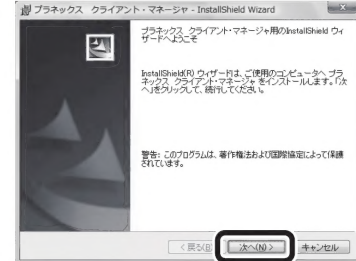 プラネックス クライアント・マネージャ - InstallShield Wizard
プラネックス クライアント・マネージャ用のInstallShield ウィ
ザードへようこそ
InstallShield(R) ウィザードは、ご使用のコンピュータへ プラ
ネックス クライアント・マネージャ をインストールします。「次
へ」をクリックして、続行してください。
警告: このプログラムは、著作権法および国際協定によって保護
されています。
< 戻る(B)
次へ(N) >
キャンセル